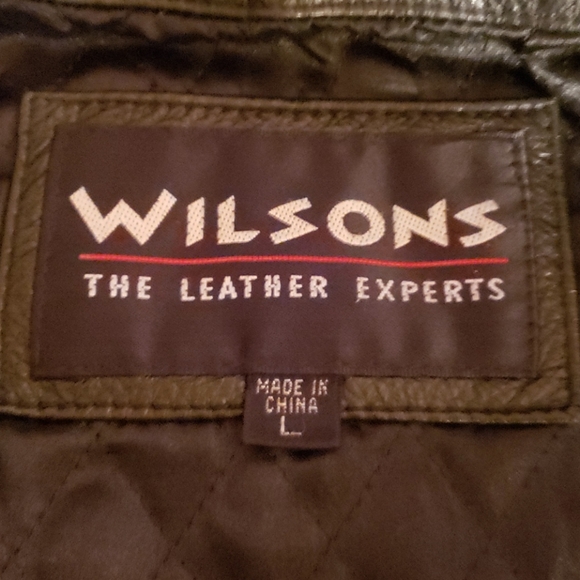 WILSONS
THE LEATHER EXPERTS
MADE IN
CHINA
L